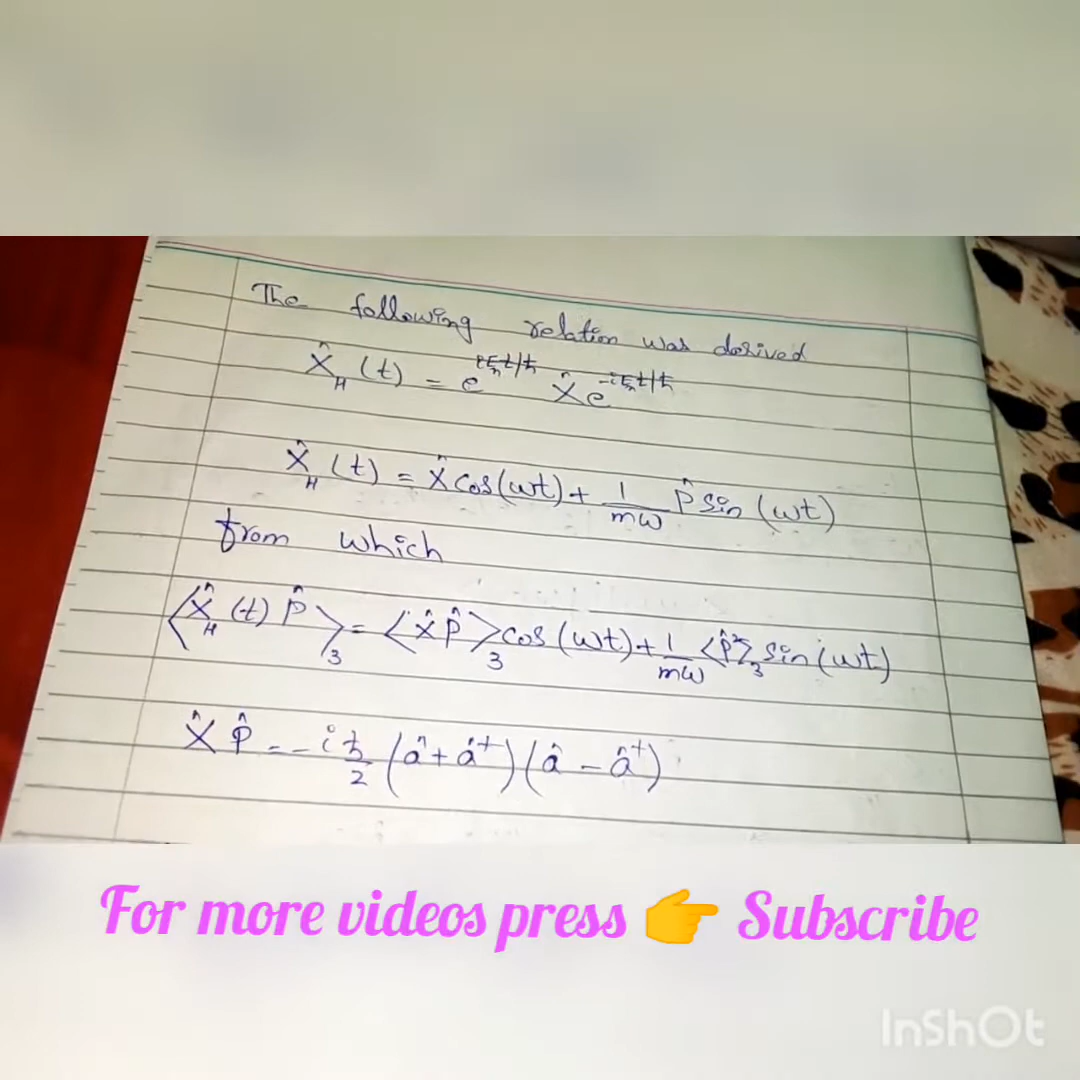 The following relation was derived
X̂_H (t) = e^{iĤt/ħ} X̂ e^{-iĤt/ħ}
X̂_H (t) = X̂ cos(ωt) + 1/mω P̂ sin (ωt)
from which
⟨X̂_H (t) P̂⟩_3 = ⟨X̂ P̂⟩_3 cos (ωt) + 1/mω ⟨P̂²⟩_3 sin (ωt)
X̂ P̂ = -iħ/2 (â + â†)(â - â†)
For more videos press 👉 Subscribe
InShOt